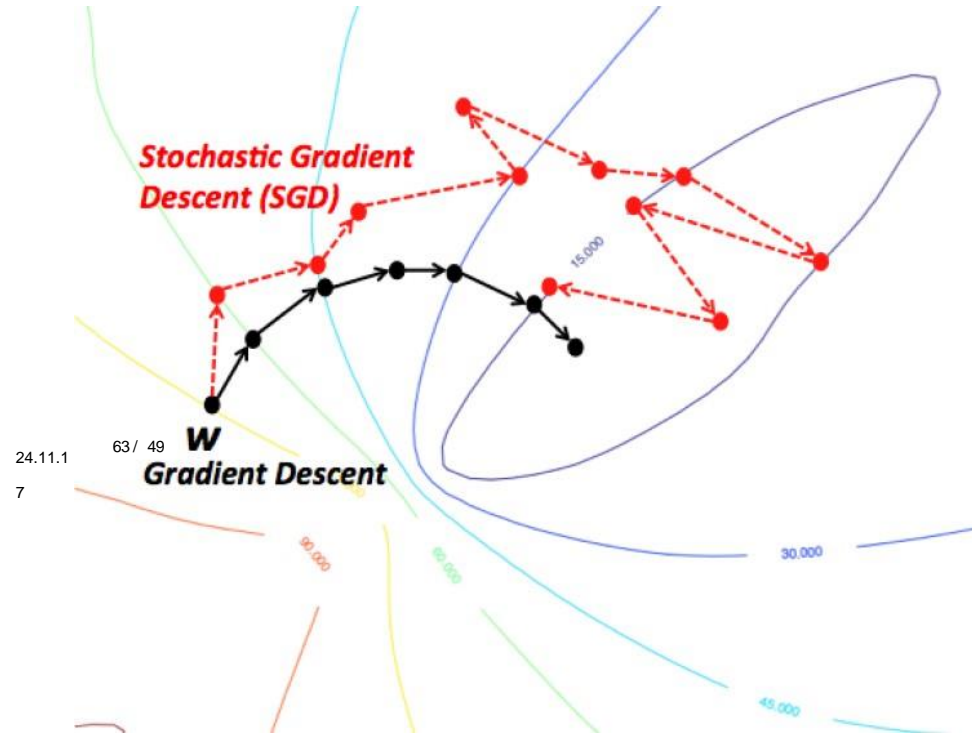 Stochastic Gradient
Descent (SGD)
15.000
W
63 / 49
24.11.1
7
Gradient Descent
90.000
60.000
30.000
45.000